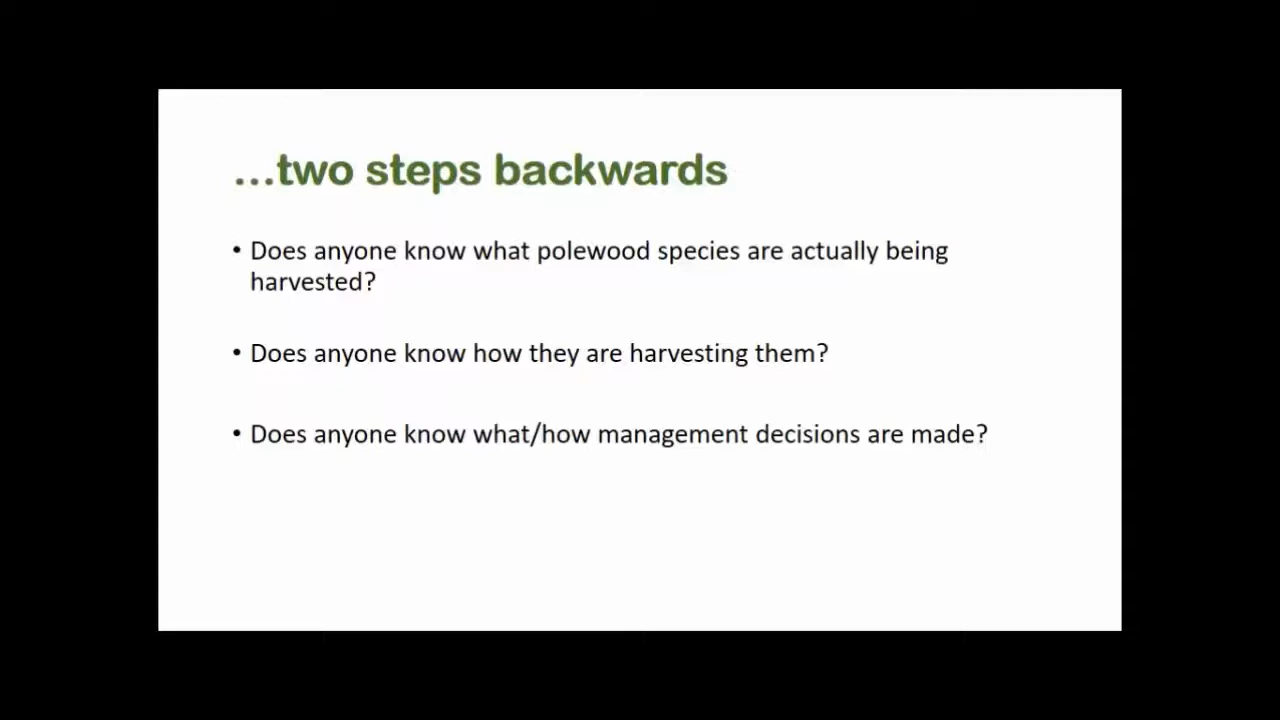 ...two steps backwards
• Does anyone know what polewood species are actually being
harvested?
• Does anyone know how they are harvesting them?
• Does anyone know what/how management decisions are made?